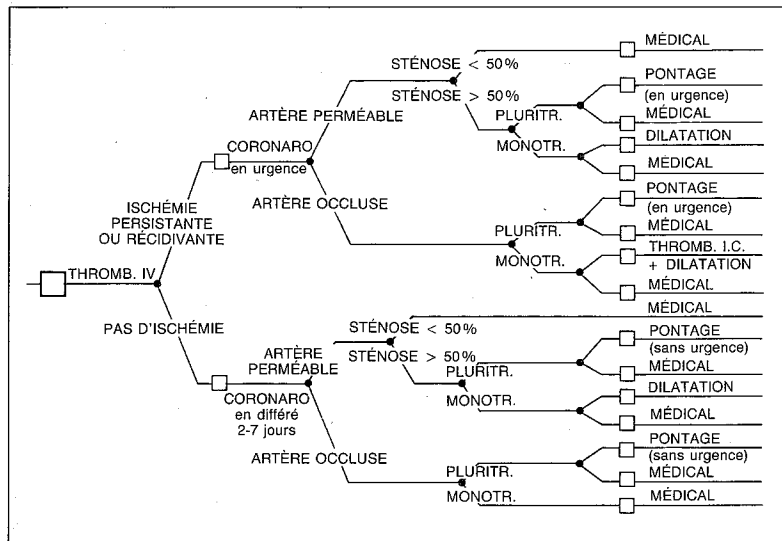 THROMB. IV
ISCHÉMIE
PERSISTANTE
OU RÉCIDIVANTE
CORONARO
en urgence
ARTÈRE PERMÉABLE
STÉNOSE < 50%
MÉDICAL
STÉNOSE > 50%
PLURITR.
PONTAGE
(en urgence)
MÉDICAL
MONOTR.
DILATATION
MÉDICAL
ARTÈRE OCCLUSE
PLURITR.
PONTAGE
(en urgence)
MÉDICAL
MONOTR.
THROMB. I.C.
+ DILATATION
MÉDICAL
PAS D'ISCHÉMIE
CORONARO
en différé
2-7 jours
ARTÈRE
PERMÉABLE
STÉNOSE < 50%
MÉDICAL
STÉNOSE > 50%
PLURITR.
PONTAGE
(sans urgence)
MÉDICAL
MONOTR.
DILATATION
MÉDICAL
ARTÈRE OCCLUSE
PLURITR.
PONTAGE
(sans urgence)
MÉDICAL
MONOTR.
MÉDICAL